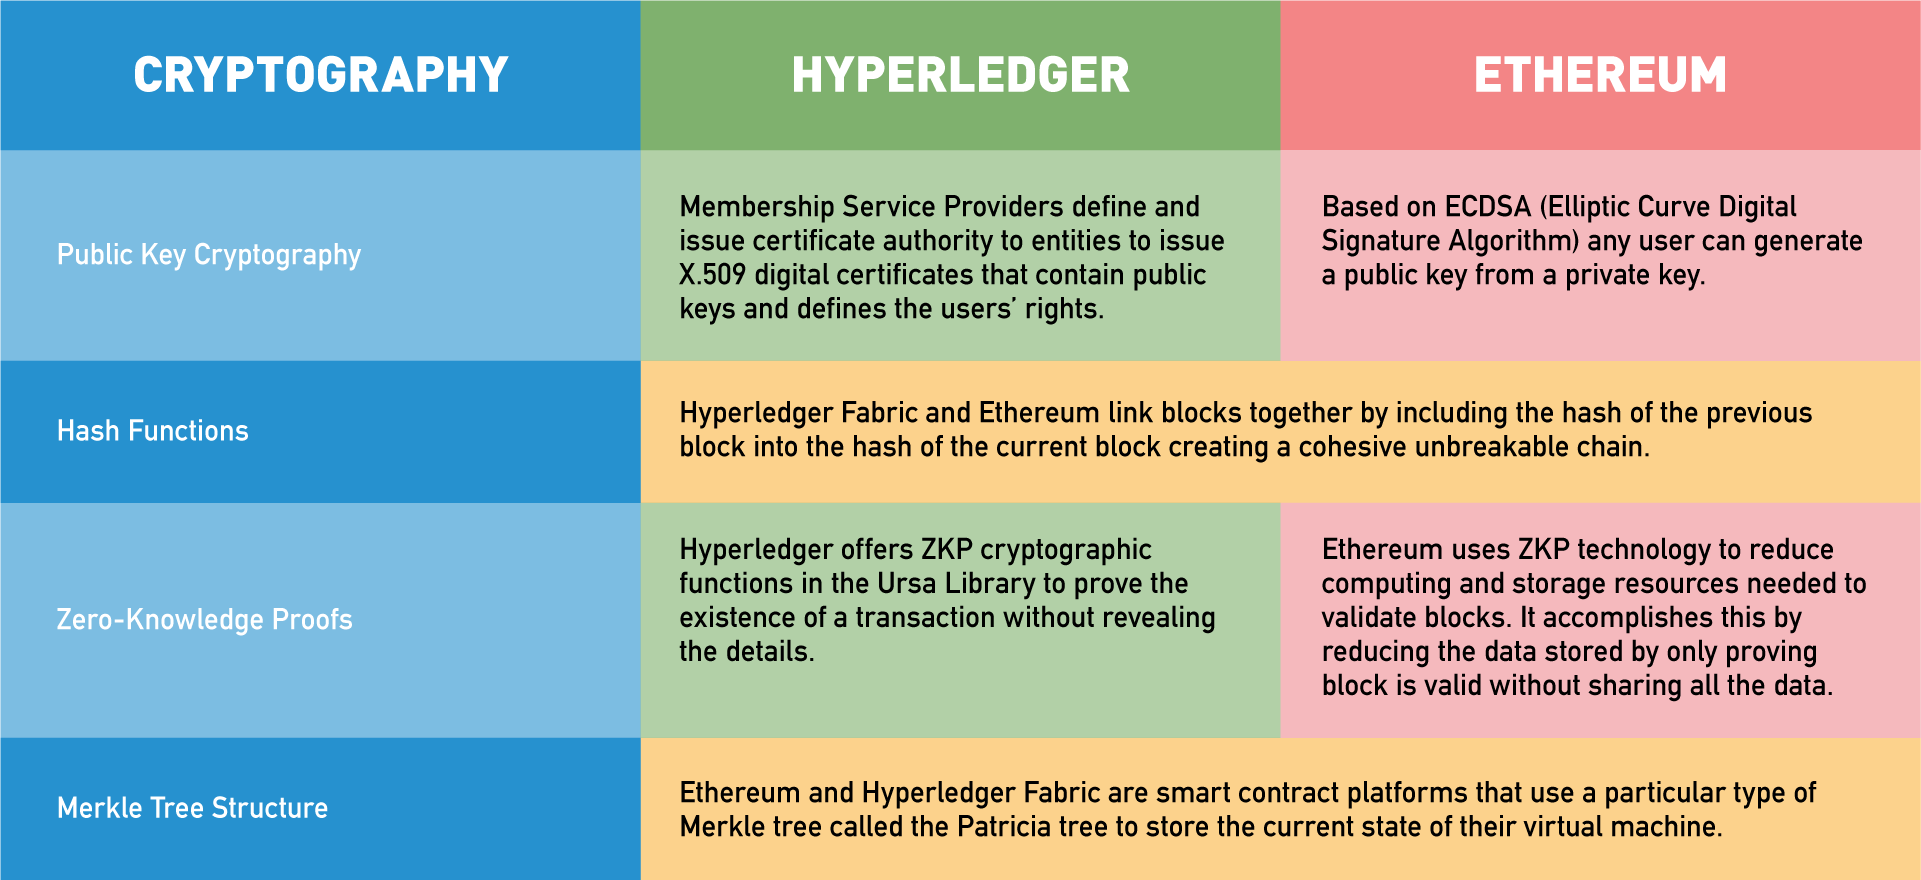 CRYPTOGRAPHY
HYPERLEDGER
ETHEREUM
Public Key Cryptography
Membership Service Providers define and
issue certificate authority to entities to issue
X.509 digital certificates that contain public
keys and defines the users’ rights.
Based on ECDSA (Elliptic Curve Digital
Signature Algorithm) any user can generate
a public key from a private key.
Hash Functions
Hyperledger Fabric and Ethereum link blocks together by including the hash of the previous
block into the hash of the current block creating a cohesive unbreakable chain.
Zero-Knowledge Proofs
Hyperledger offers ZKP cryptographic
functions in the Ursa Library to prove the
existence of a transaction without revealing
the details.
Ethereum uses ZKP technology to reduce
computing and storage resources needed to
validate blocks. It accomplishes this by
reducing the data stored by only proving
block is valid without sharing all the data.
Merkle Tree Structure
Ethereum and Hyperledger Fabric are smart contract platforms that use a particular type of
Merkle tree called the Patricia tree to store the current state of their virtual machine.